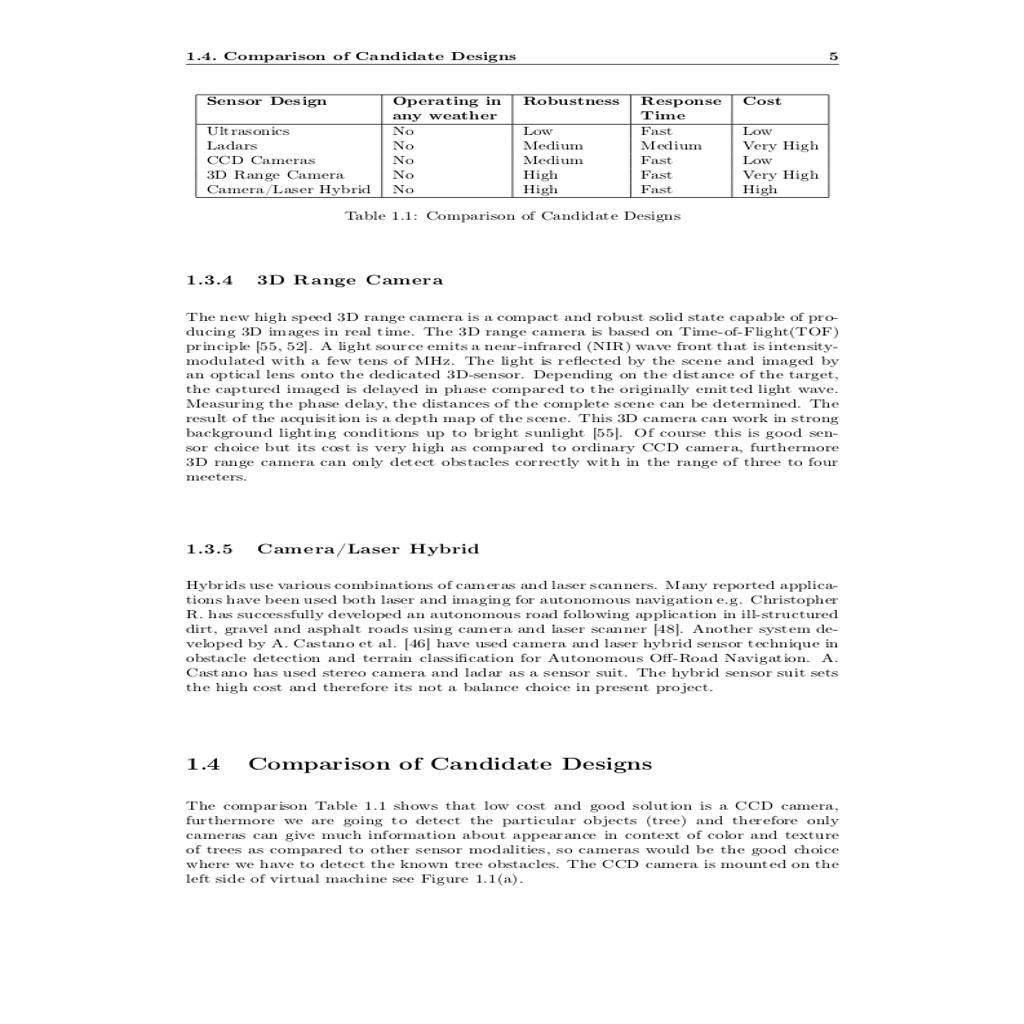 1.4. Comparison of Candidate Designs 5
Sensor Design Operating in Robustness Response Cost
any weather Time
Ultrasonics No Low Fast Low
Ladars No Medium Medium Very High
CCD Cameras No Medium Fast Low
3D Range Camera No High Fast Very High
Camera/Laser Hybrid No High Fast High
Table 1.1: Comparison of Candidate Designs
1.3.4 3D Range Camera
The new high speed 3D range camera is a compact and robust solid state capable of pro-
ducing 3D images in real time. The 3D range camera is based on Time-of-Flight(TOF)
principle [55, 52]. A light source emits a near-infrared (NIR) wave front that is intensity-
modulated with a few tens of MHz. The light is reflected by the scene and imaged by
an optical lens onto the dedicated 3D-sensor. Depending on the distance of the target,
the captured imaged is delayed in phase compared to the originally emitted light wave.
Measuring the phase delay, the distances of the complete scene can be determined. The
result of the acquisition is a depth map of the scene. This 3D camera can work in strong
background lighting conditions up to bright sunlight [55]. Of course this is good sen-
sor choice but its cost is very high as compared to ordinary CCD camera, furthermore
3D range camera can only detect obstacles correctly with in the range of three to four
meeters.
1.3.5 Camera/Laser Hybrid
Hybrids use various combinations of cameras and laser scanners. Many reported applica-
tions have been used both laser and imaging for autonomous navigation e.g. Christopher
R. has successfully developed an autonomous road following application in ill-structured
dirt, gravel and asphalt roads using camera and laser scanner [48]. Another system de-
veloped by A. Castano et al. [46] have used camera and laser hybrid sensor technique in
obstacle detection and terrain classification for Autonomous Off-Road Navigation. A.
Castano has used stereo camera and ladar as a sensor suit. The hybrid sensor suit sets
the high cost and therefore its not a balance choice in present project.
1.4 Comparison of Candidate Designs
The comparison Table 1.1 shows that low cost and good solution is a CCD camera,
furthermore we are going to detect the particular objects (tree) and therefore only
cameras can give much information about appearance in context of color and texture
of trees as compared to other sensor modalities, so cameras would be the good choice
where we have to detect the known tree obstacles. The CCD camera is mounted on the
left side of virtual machine see Figure 1.1(a).